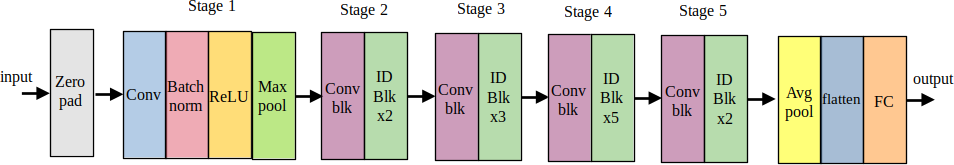 Stage 1
Stage 2
Stage 3
Stage 4
Stage 5
input
Zero
pad
Conv
Batch
norm
ReLU
Max
pool
Conv
blk
ID
Blk
x2
Conv
blk
ID
Blk
x3
Conv
blk
ID
Blk
x5
Conv
blk
ID
Blk
x2
Avg
pool
flatten
FC
output